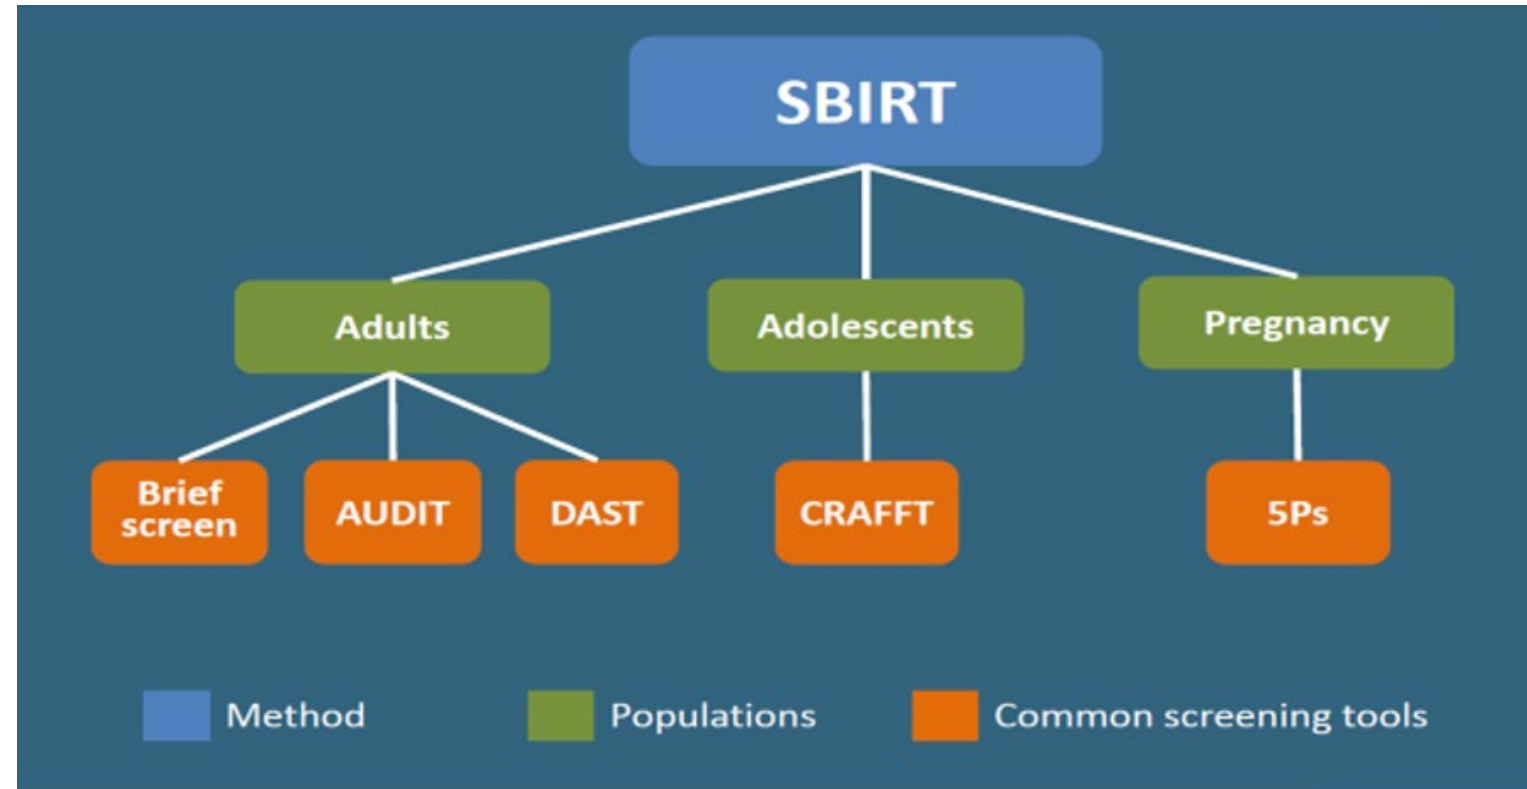 SBIRT
Adults
Adolescents
Pregnancy
Brief
screen
AUDIT
DAST
CRAFFT
5Ps
Method
Populations
Common screening tools